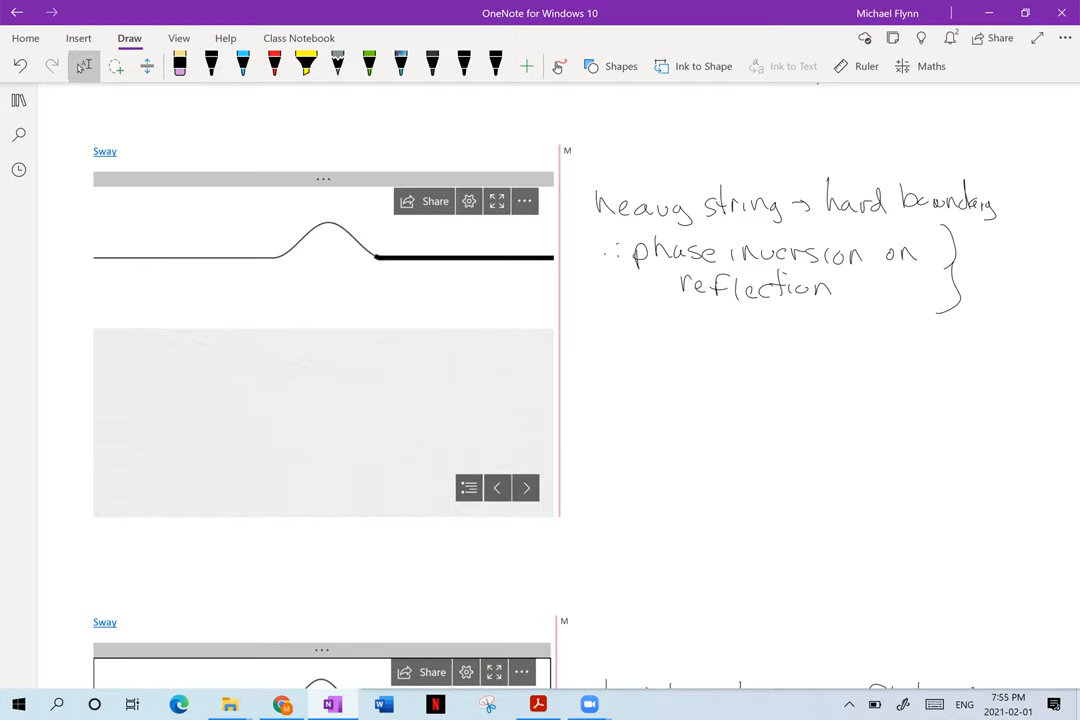 OneNote for Windows 10
Michael Flynn
Home Insert Draw View Help Class Notebook
Share
Shapes Ink to Shape Ink to Text Ruler Maths
Sway
M
Share
heavy string → hard boundary
∴ phase inversion on
reflection
Sway
M
Share
ENG
7:55 PM
2021-02-01